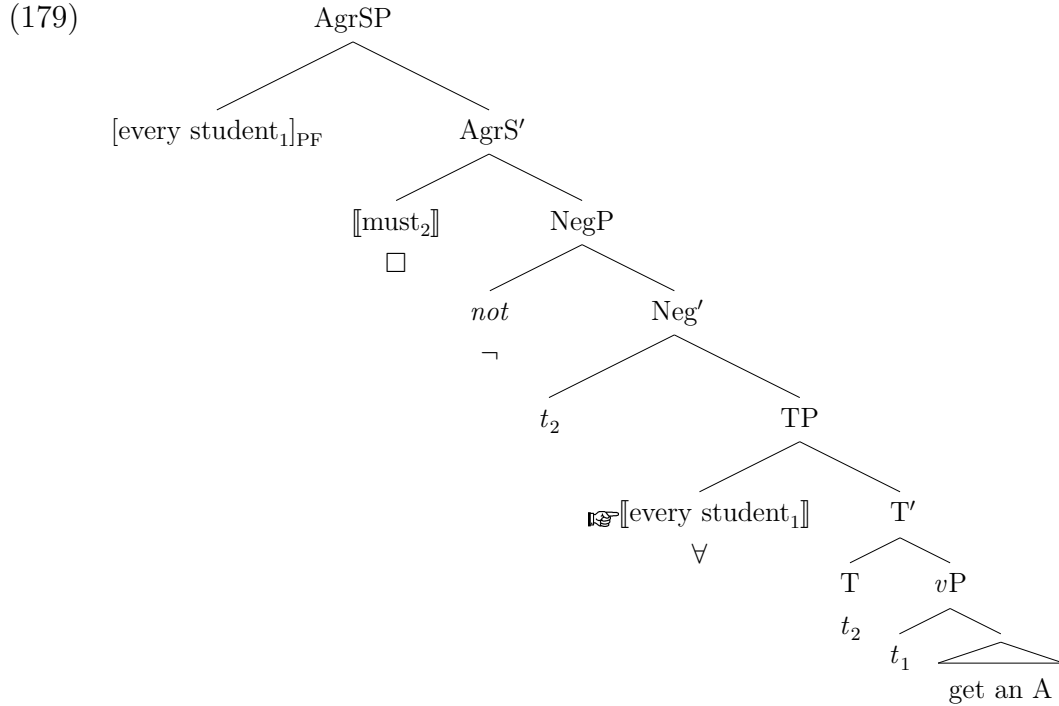 (179)
AgrSP
[every student₁]PF AgrS′
⟦must₂⟧ NegP
□
not Neg′
¬
t₂ TP
☞⟦every student₁⟧ T′
∀
T vP
t₂
t₁
get an A